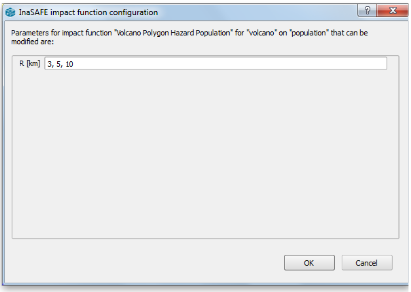 InaSAFE impact function configuration
Parameters for impact function "Volcano Polygon Hazard Population" for "volcano" on "population" that can be
modified are:
R [km] 3, 5, 10
OK Cancel